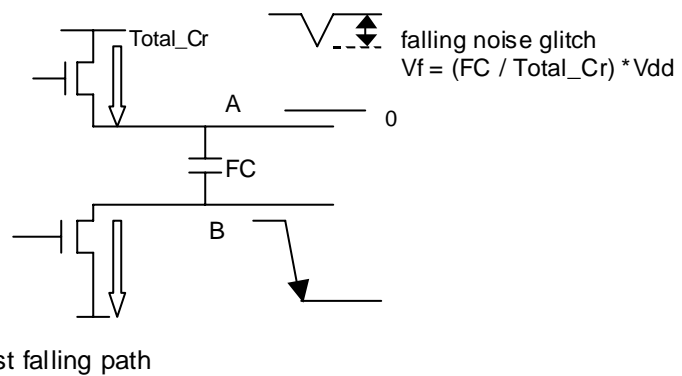 Total_Cr
falling noise glitch
Vf = (FC / Total_Cr) * Vdd
A
0
FC
B
st falling path